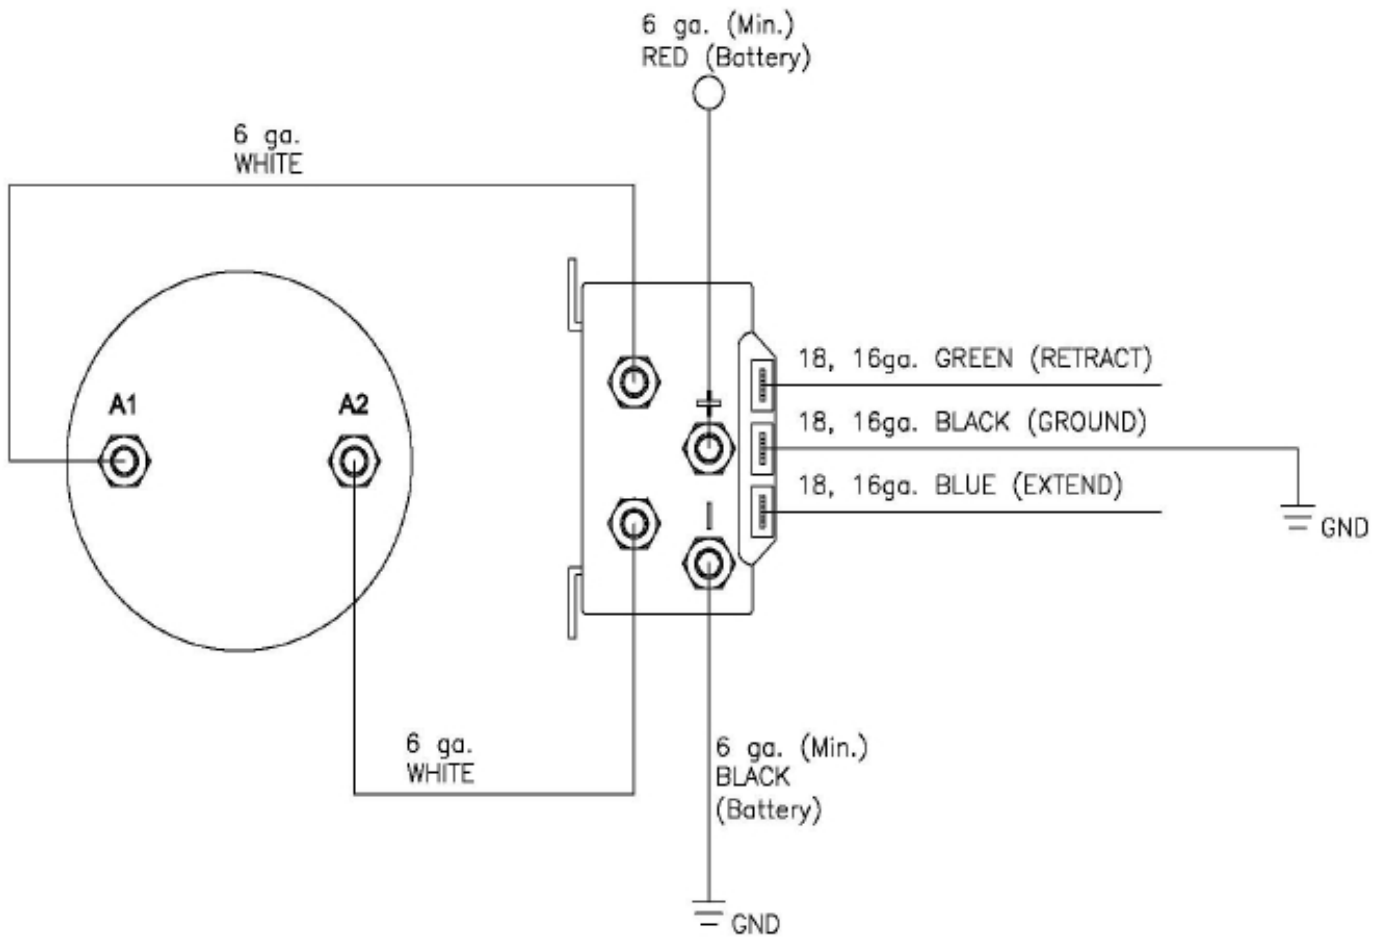 6 ga. (Min.)
RED (Battery)
6 ga.
WHITE
A1
A2
+
18, 16ga. GREEN (RETRACT)
18, 16ga. BLACK (GROUND)
18, 16ga. BLUE (EXTEND)
−
GND
6 ga.
WHITE
6 ga. (Min.)
BLACK
(Battery)
GND